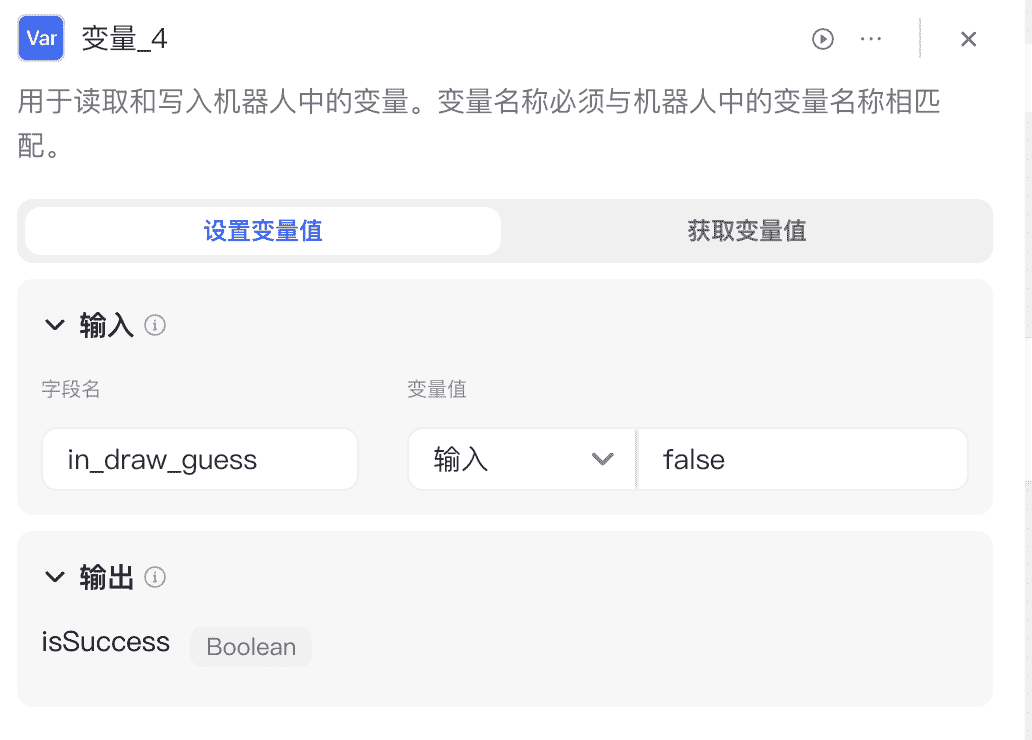 Var 变量_4
用于读取和写入机器人中的变量。变量名称必须与机器人中的变量名称相匹
配。
设置变量值 获取变量值
输入
字段名 变量值
in_draw_guess 输入 false
输出
isSuccess Boolean